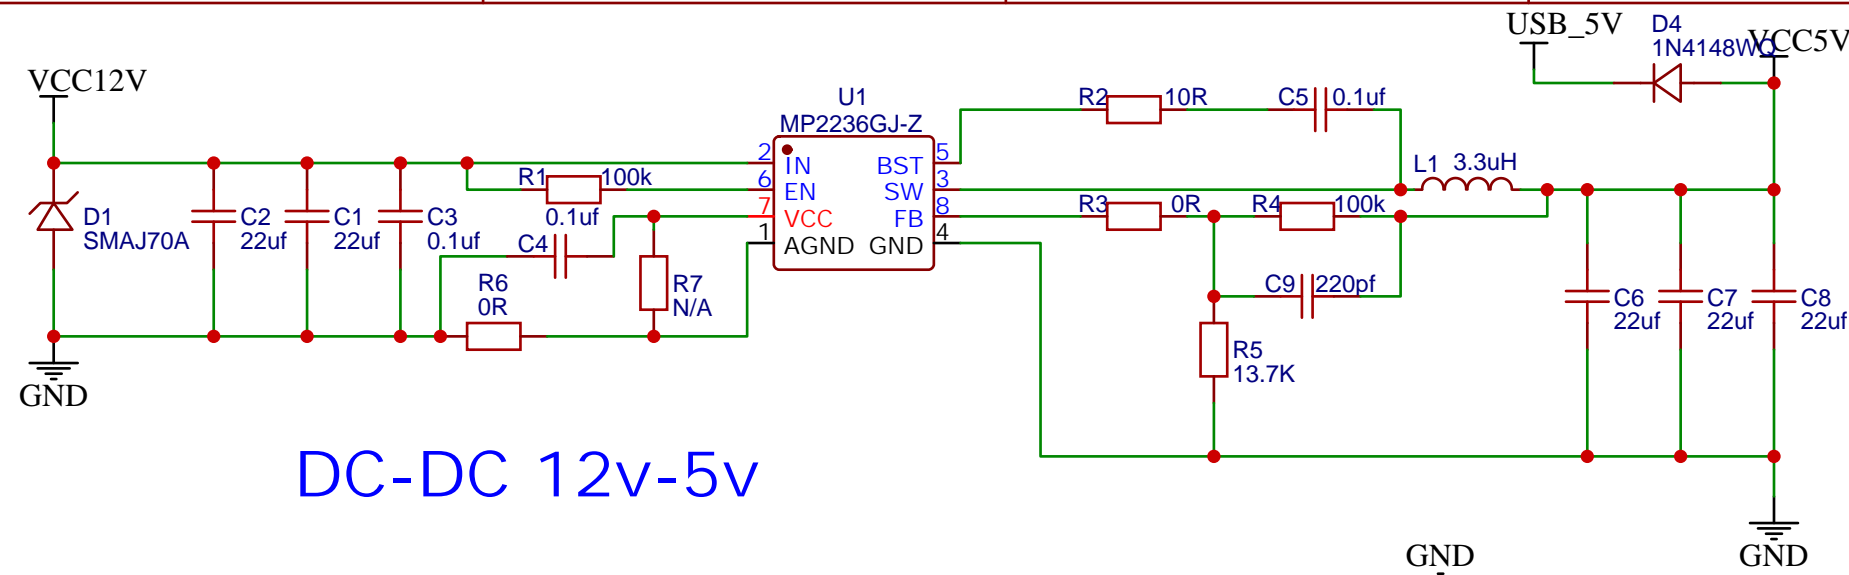 USB_5V
D4
1N4148WQ
VCC5V
VCC12V
U1
MP2236GJ-Z
R2
10R
C5
0.1uf
2
IN
BST
5
6
EN
SW
3
7
VCC
FB
8
1
AGND
GND
4
R1
100k
L1
3.3uH
D1
SMAJ70A
C2
22uf
C1
22uf
C3
0.1uf
0.1uf
C4
R3
0R
R4
100k
R6
0R
R7
N/A
C9
220pf
C6
22uf
C7
22uf
C8
22uf
R5
13.7K
GND
DC-DC 12v-5v
GND
GND